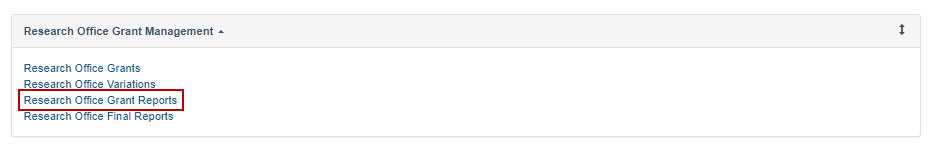 Research Office Grant Management
Research Office Grants
Research Office Variations
Research Office Grant Reports
Research Office Final Reports